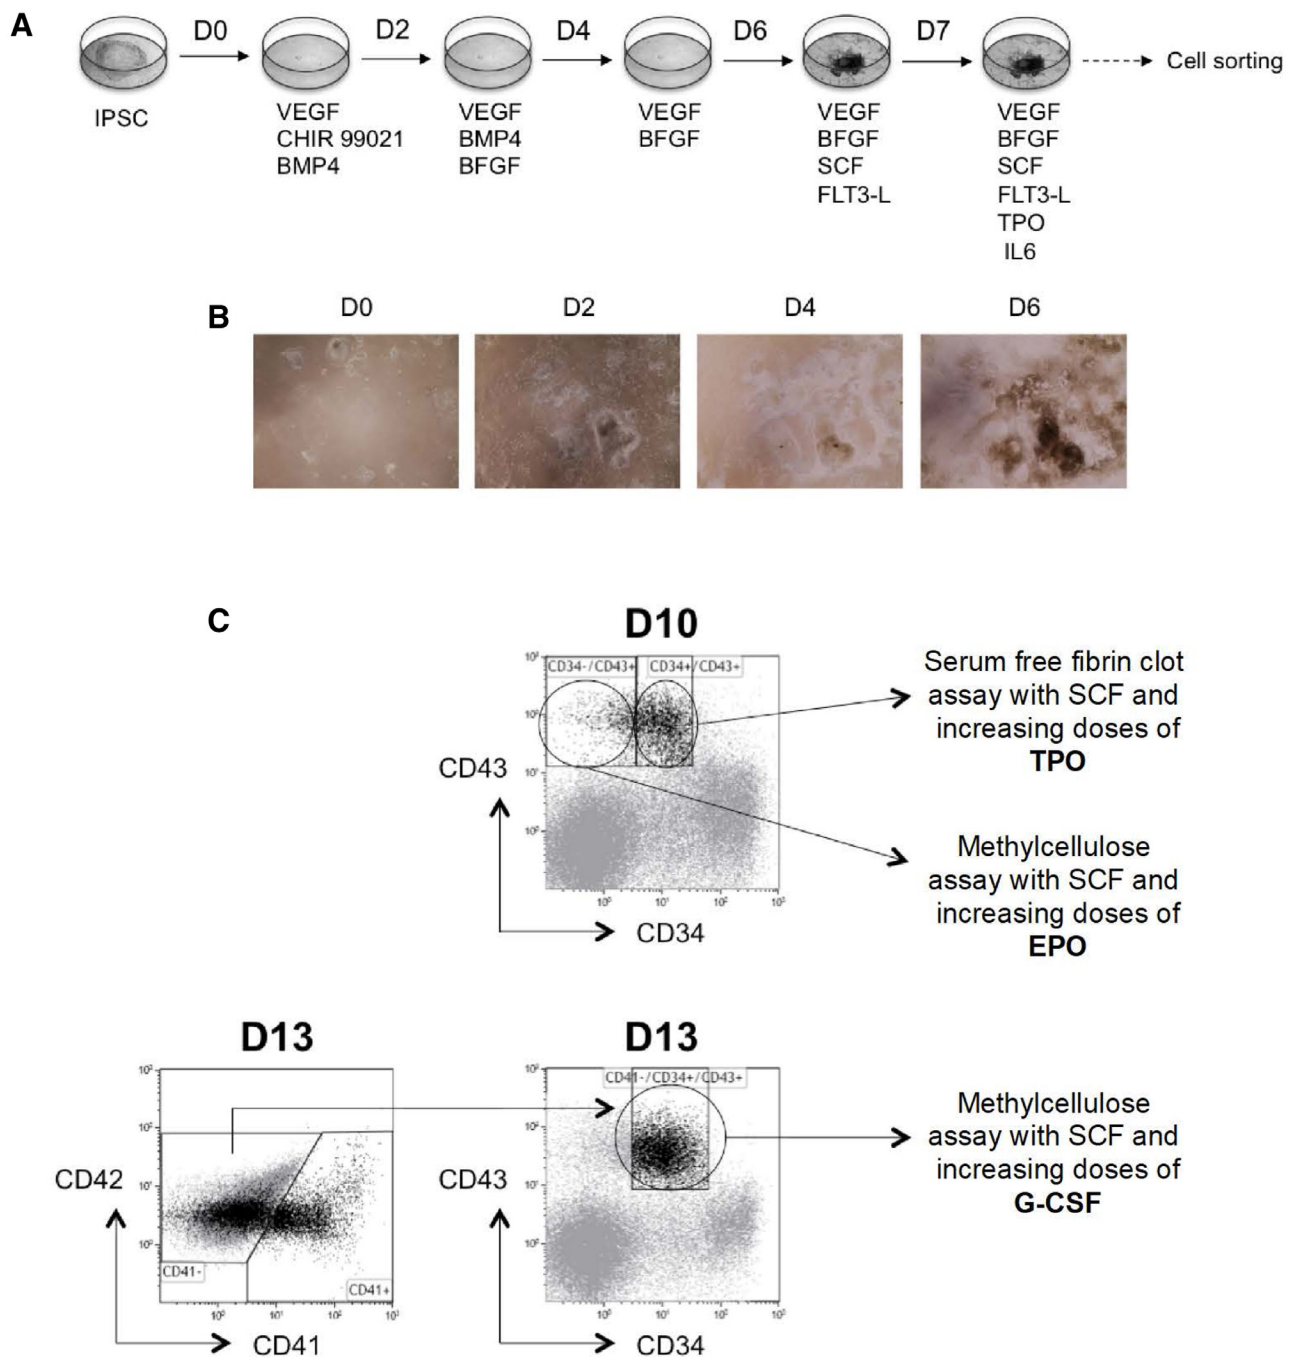 A
D0
D2
D4
D6
D7
Cell sorting
IPSC
VEGF
CHIR 99021
BMP4
VEGF
BMP4
BFGF
VEGF
BFGF
VEGF
BFGF
SCF
FLT3-L
VEGF
BFGF
SCF
FLT3-L
TPO
IL6
B
D0
D2
D4
D6
C
D10
CD34-/CD43+
CD34+/CD43+
CD43
CD34
Serum free fibrin clot
assay with SCF and
increasing doses of
TPO
Methylcellulose
assay with SCF and
increasing doses of
EPO
D13
CD42
CD41-
CD41+
CD41
D13
CD41-/CD34+/CD43+
CD43
CD34
Methylcellulose
assay with SCF and
increasing doses of
G-CSF